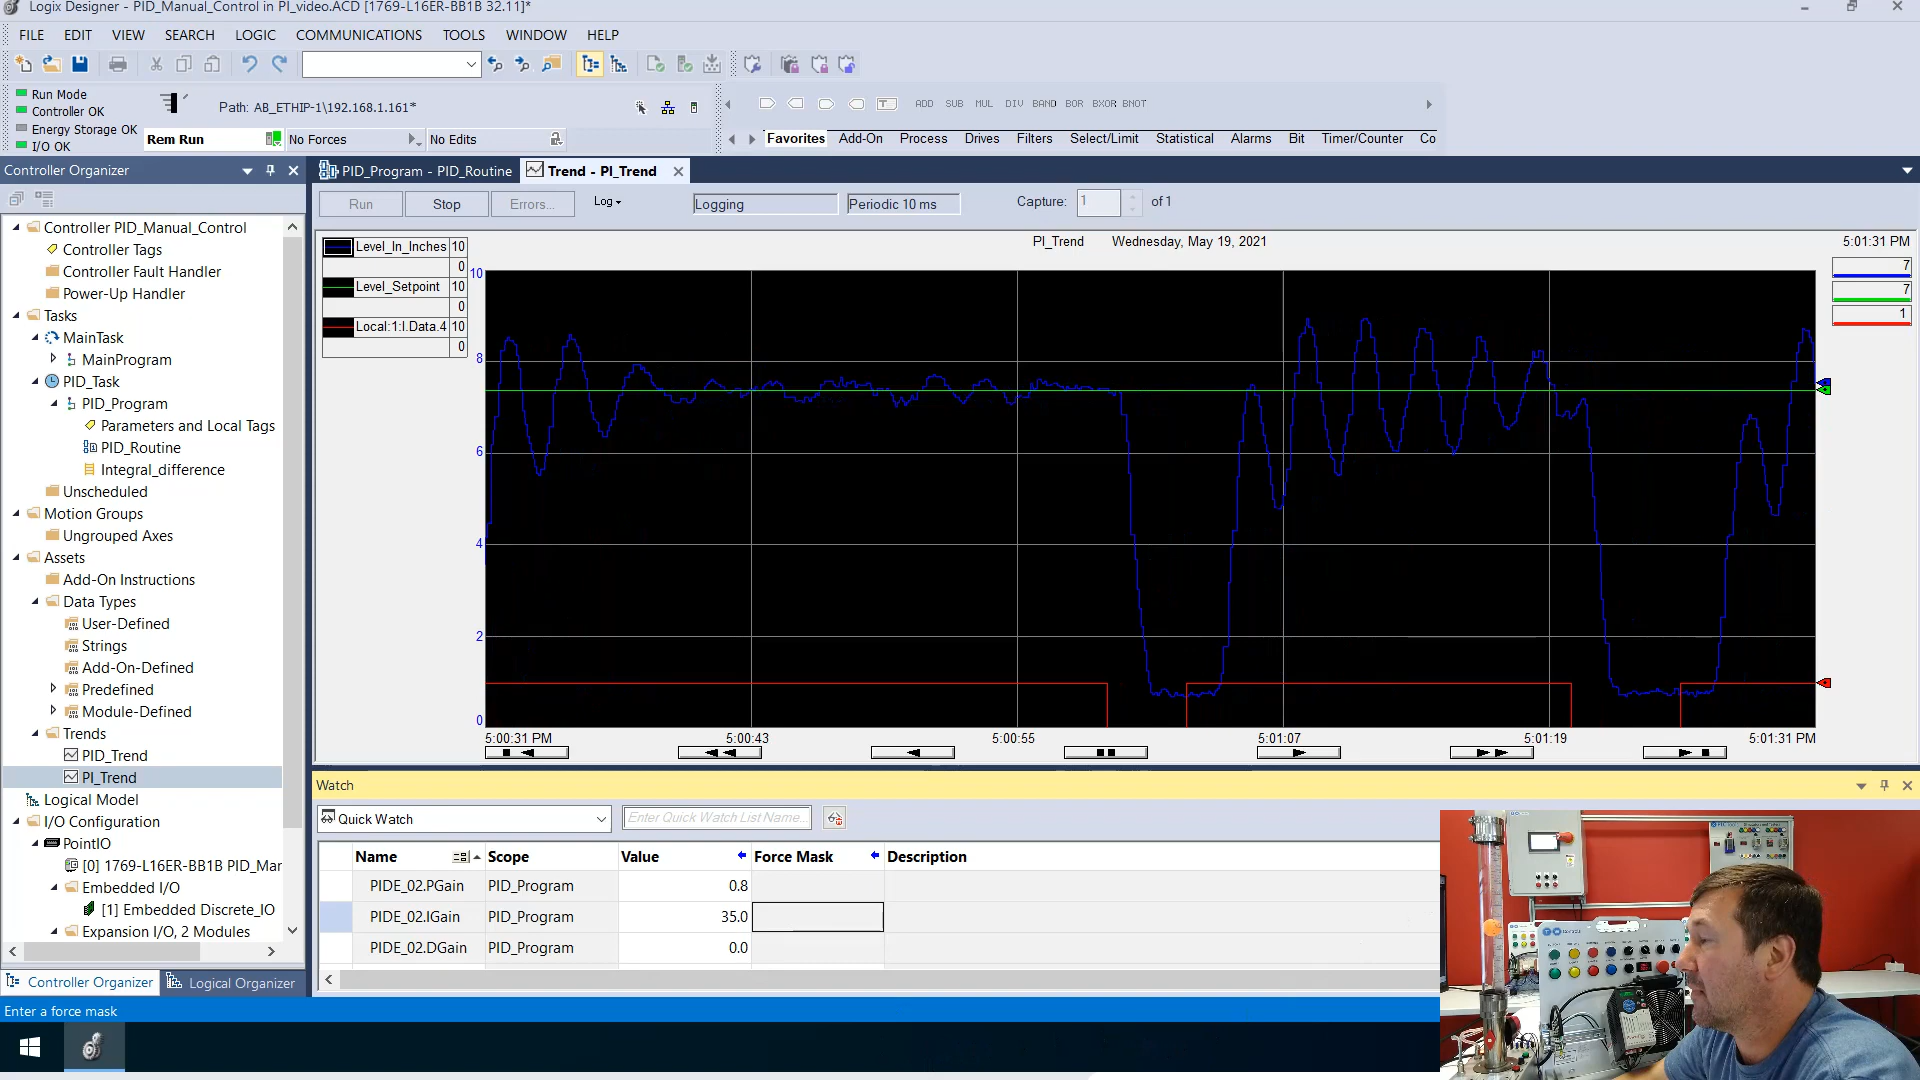 Logix Designer - PID_Manual_Control in PI_video.ACD [1769-L16ER-BB1B 32.11]*
FILE EDIT VIEW SEARCH LOGIC COMMUNICATIONS TOOLS WINDOW HELP
Run Mode
Controller OK
Energy Storage OK
I/O OK
Path: AB_ETHIP-1\192.168.1.161*
Rem Run
No Forces
No Edits
ADD SUB MUL DIV BAND BOR BXOR BNOT
Favorites Add-On Process Drives Filters Select/Limit Statistical Alarms Bit Timer/Counter Co
Controller Organizer
PID_Program - PID_Routine
Trend - PI_Trend
Run Stop Errors... Log Logging Periodic 10 ms Capture: 1 of 1
Controller PID_Manual_Control
Controller Tags
Controller Fault Handler
Power-Up Handler
Tasks
MainTask
MainProgram
PID_Task
PID_Program
Parameters and Local Tags
PID_Routine
Integral_difference
Unscheduled
Motion Groups
Ungrouped Axes
Assets
Add-On Instructions
Data Types
User-Defined
Strings
Add-On-Defined
Predefined
Module-Defined
Trends
PID_Trend
PI_Trend
Logical Model
I/O Configuration
PointIO
[0] 1769-L16ER-BB1B PID_Mar
Embedded I/O
[1] Embedded Discrete_IO
Expansion I/O, 2 Modules
Controller Organizer
Logical Organizer
Level_In_Inches 10
0
Level_Setpoint 10
0
Local:1:I.Data.4 10
0
PI_Trend Wednesday, May 19, 2021
5:01:31 PM
7
7
1
10
8
6
4
2
0
5:00:31 PM 5:00:43 5:00:55 5:01:07 5:01:19 5:01:31 PM
Watch
Quick Watch
Enter Quick Watch List Name...
Name Scope Value Force Mask Description
PIDE_02.PGain PID_Program 0.8
PIDE_02.IGain PID_Program 35.0
PIDE_02.DGain PID_Program 0.0
Enter a force mask